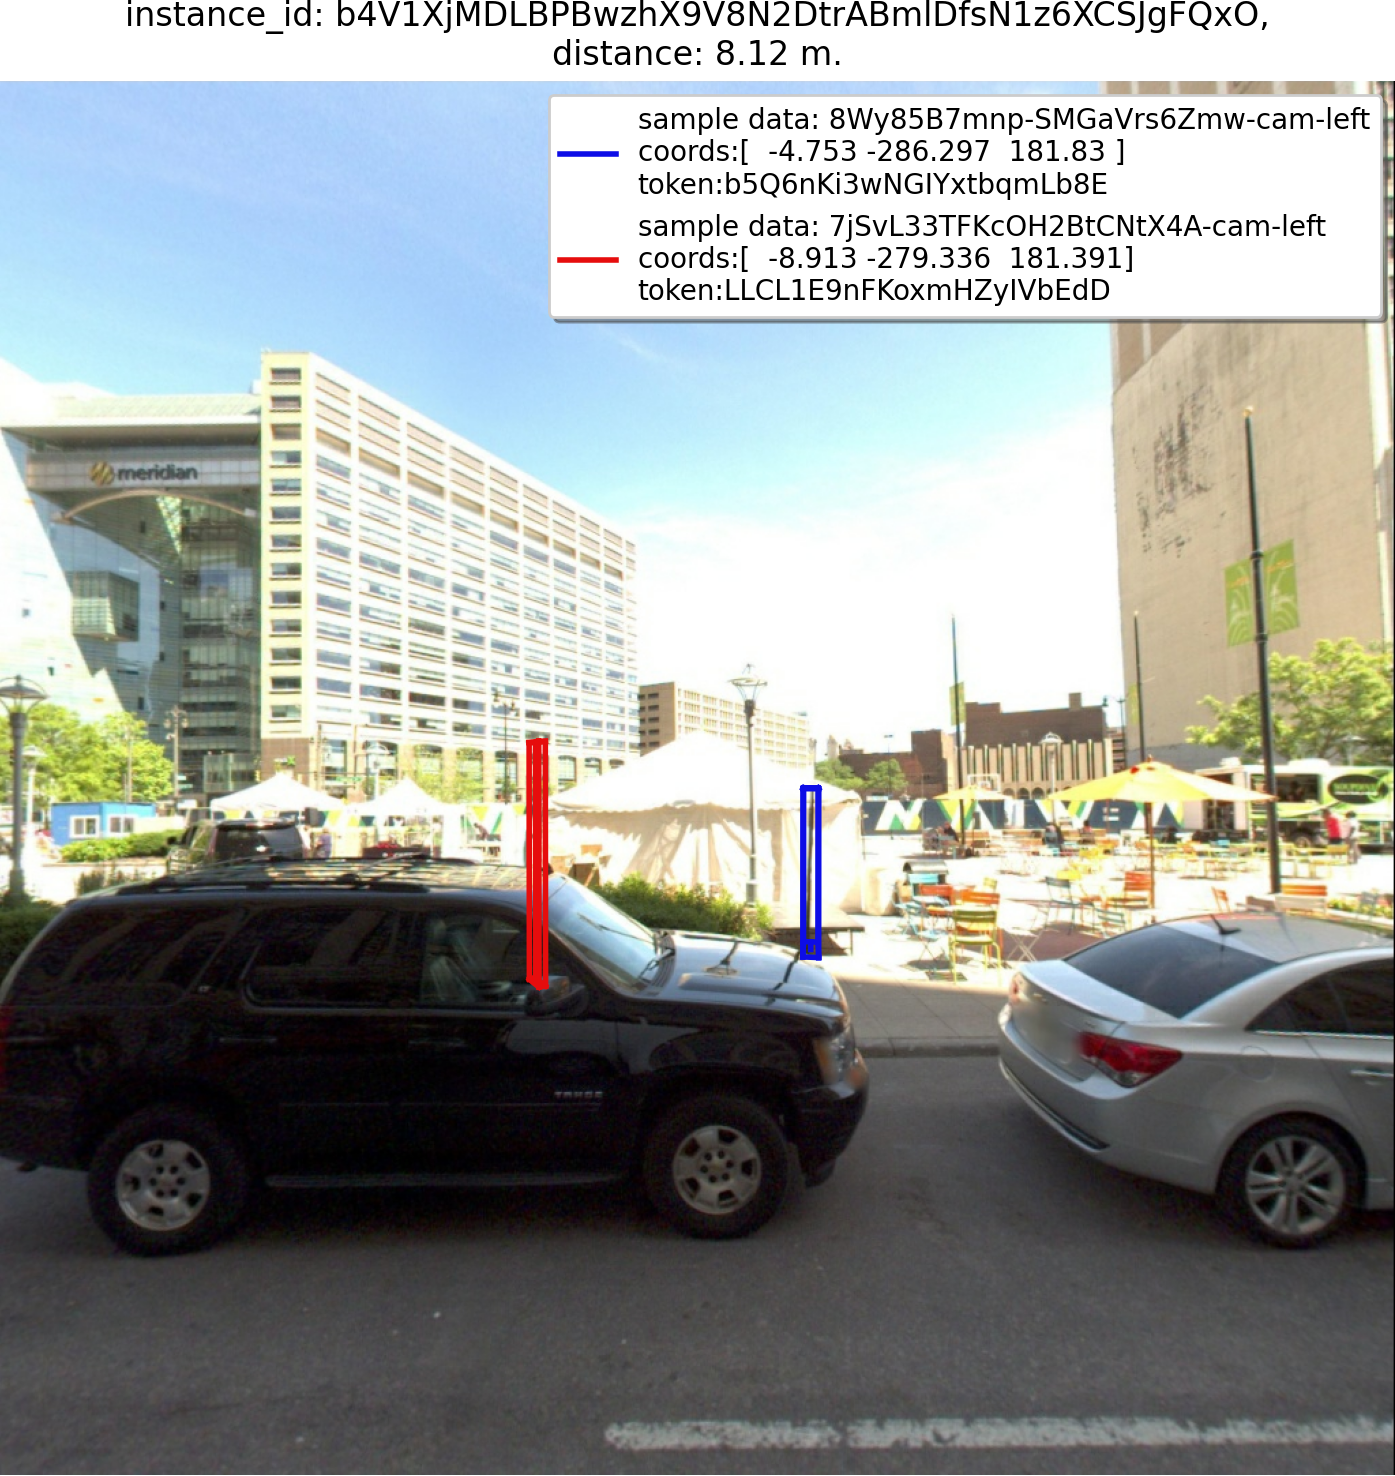 instance_id: b4V1XjMDLBPBwzhX9V8N2DtrABmlDfsN1z6XCSJgFQxO,
distance: 8.12 m.
sample data: 8Wy85B7mnp-SMGaVrs6Zmw-cam-left
coords:[  -4.753 -286.297  181.83 ]
token:b5Q6nKi3wNGIYxtbqmLb8E
sample data: 7jSvL33TFKcOH2BtCNtX4A-cam-left
coords:[  -8.913 -279.336  181.391]
token:LLCL1E9nFKoxmHZyIVbEdD
meridian
TAHOE